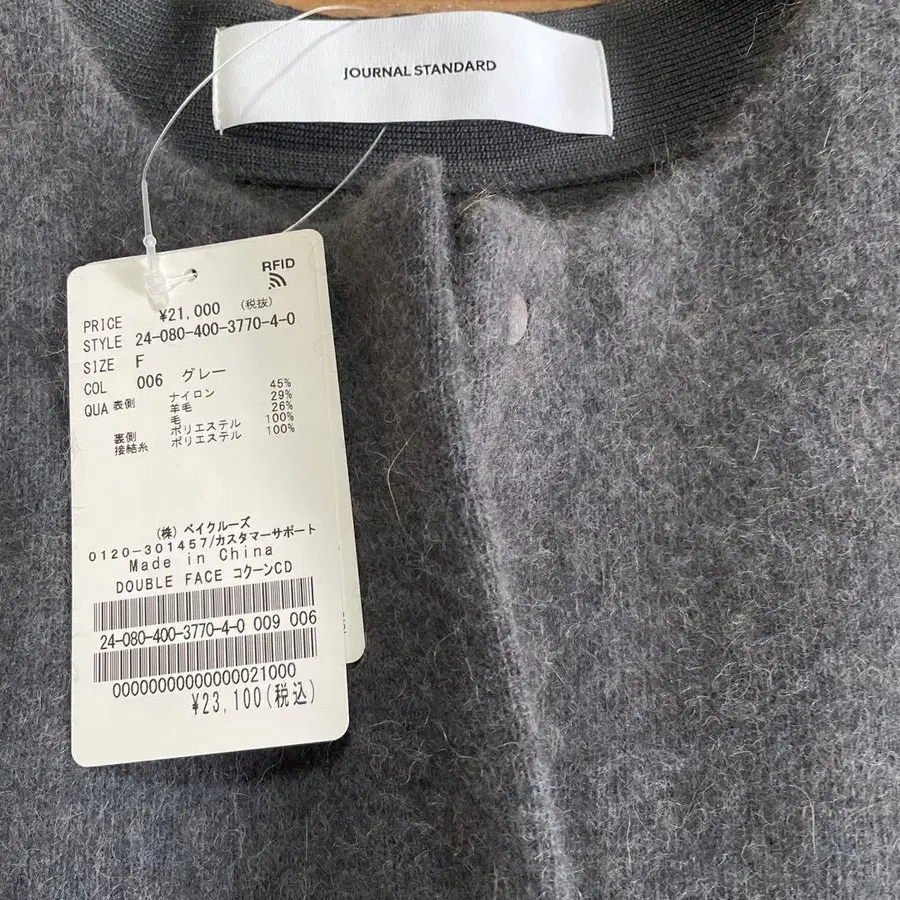 JOURNAL STANDARD
RFID
PRICE ¥21,000 (税抜)
STYLE 24-080-400-3770-4-0
SIZE F
COL 006 グレー
QUA 表側 ナイロン 45%
羊毛 29%
毛 26%
裏側 ポリエステル 100%
接結糸 ポリエステル 100%
(株) ベイクルーズ
0120-301457/カスタマーサポート
Made in China
DOUBLE FACE コクーンCD
24-080-400-3770-4-0 009 006
00000000000000021000
¥23,100(税込)